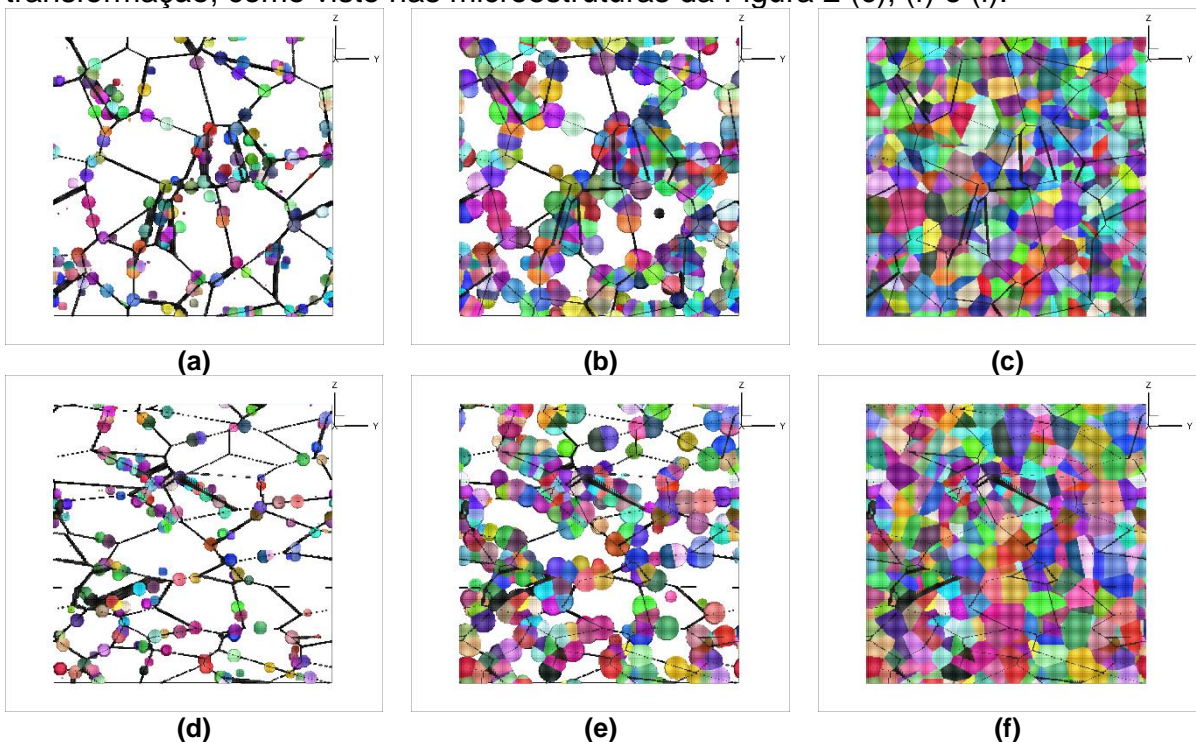 transformação, como visto nas microestruturas da Figura 2 (c), (f) e (i).
Z
Y
Z
Y
Z
Y
(a)
(b)
(c)
Z
Y
Z
Y
Z
Y
(d)
(e)
(f)